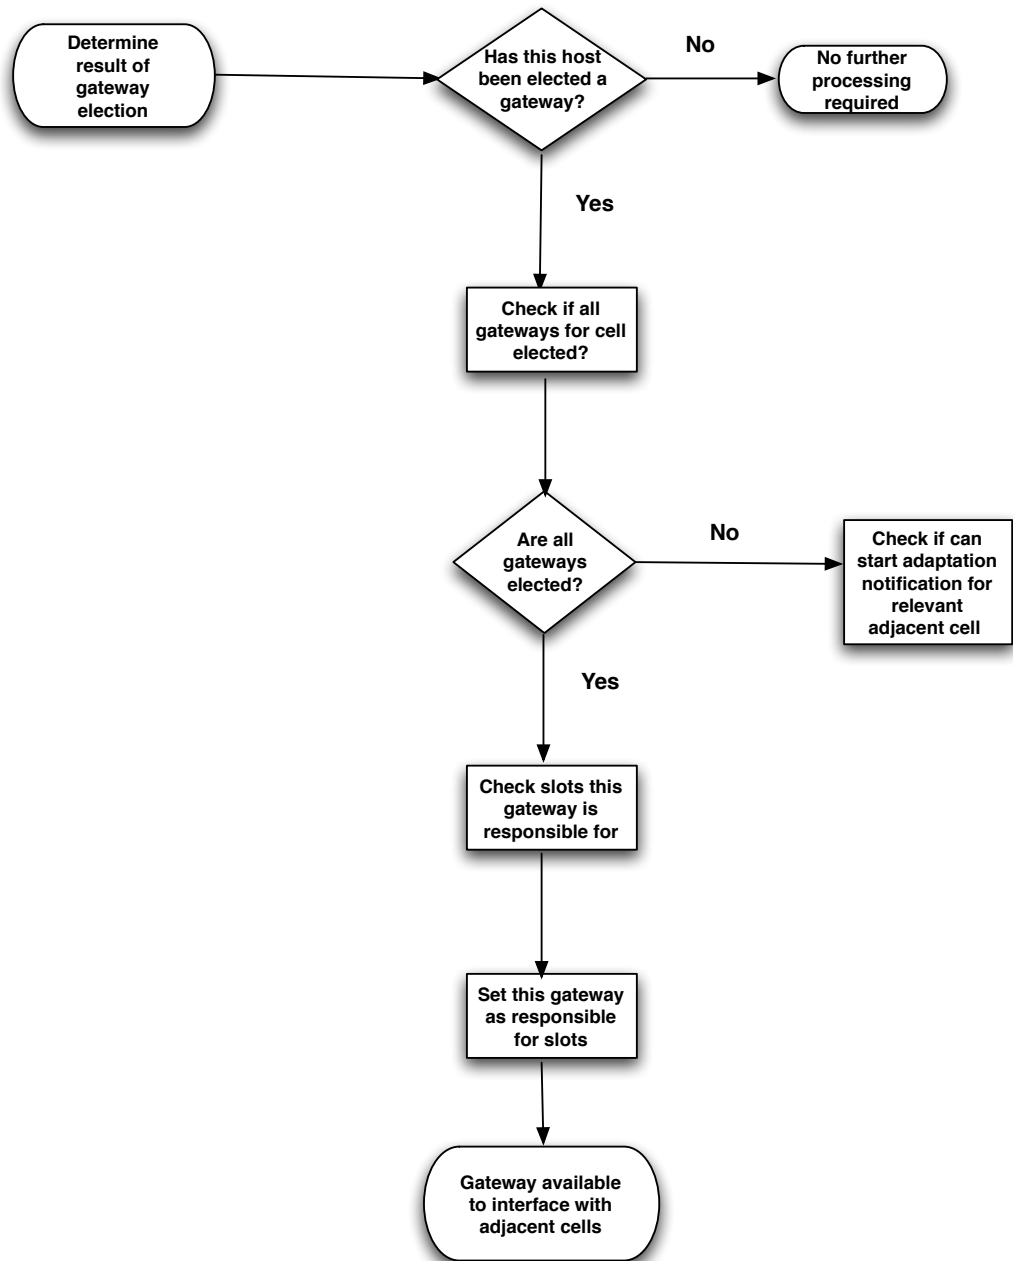 Determine
result of
gateway
election
Has this host
been elected a
gateway?
No
No further
processing
required
Yes
Check if all
gateways for cell
elected?
Are all
gateways
elected?
No
Check if can
start adaptation
notification for
relevant
adjacent cell
Yes
Check slots this
gateway is
responsible for
Set this gateway
as responsible
for slots
Gateway available
to interface with
adjacent cells